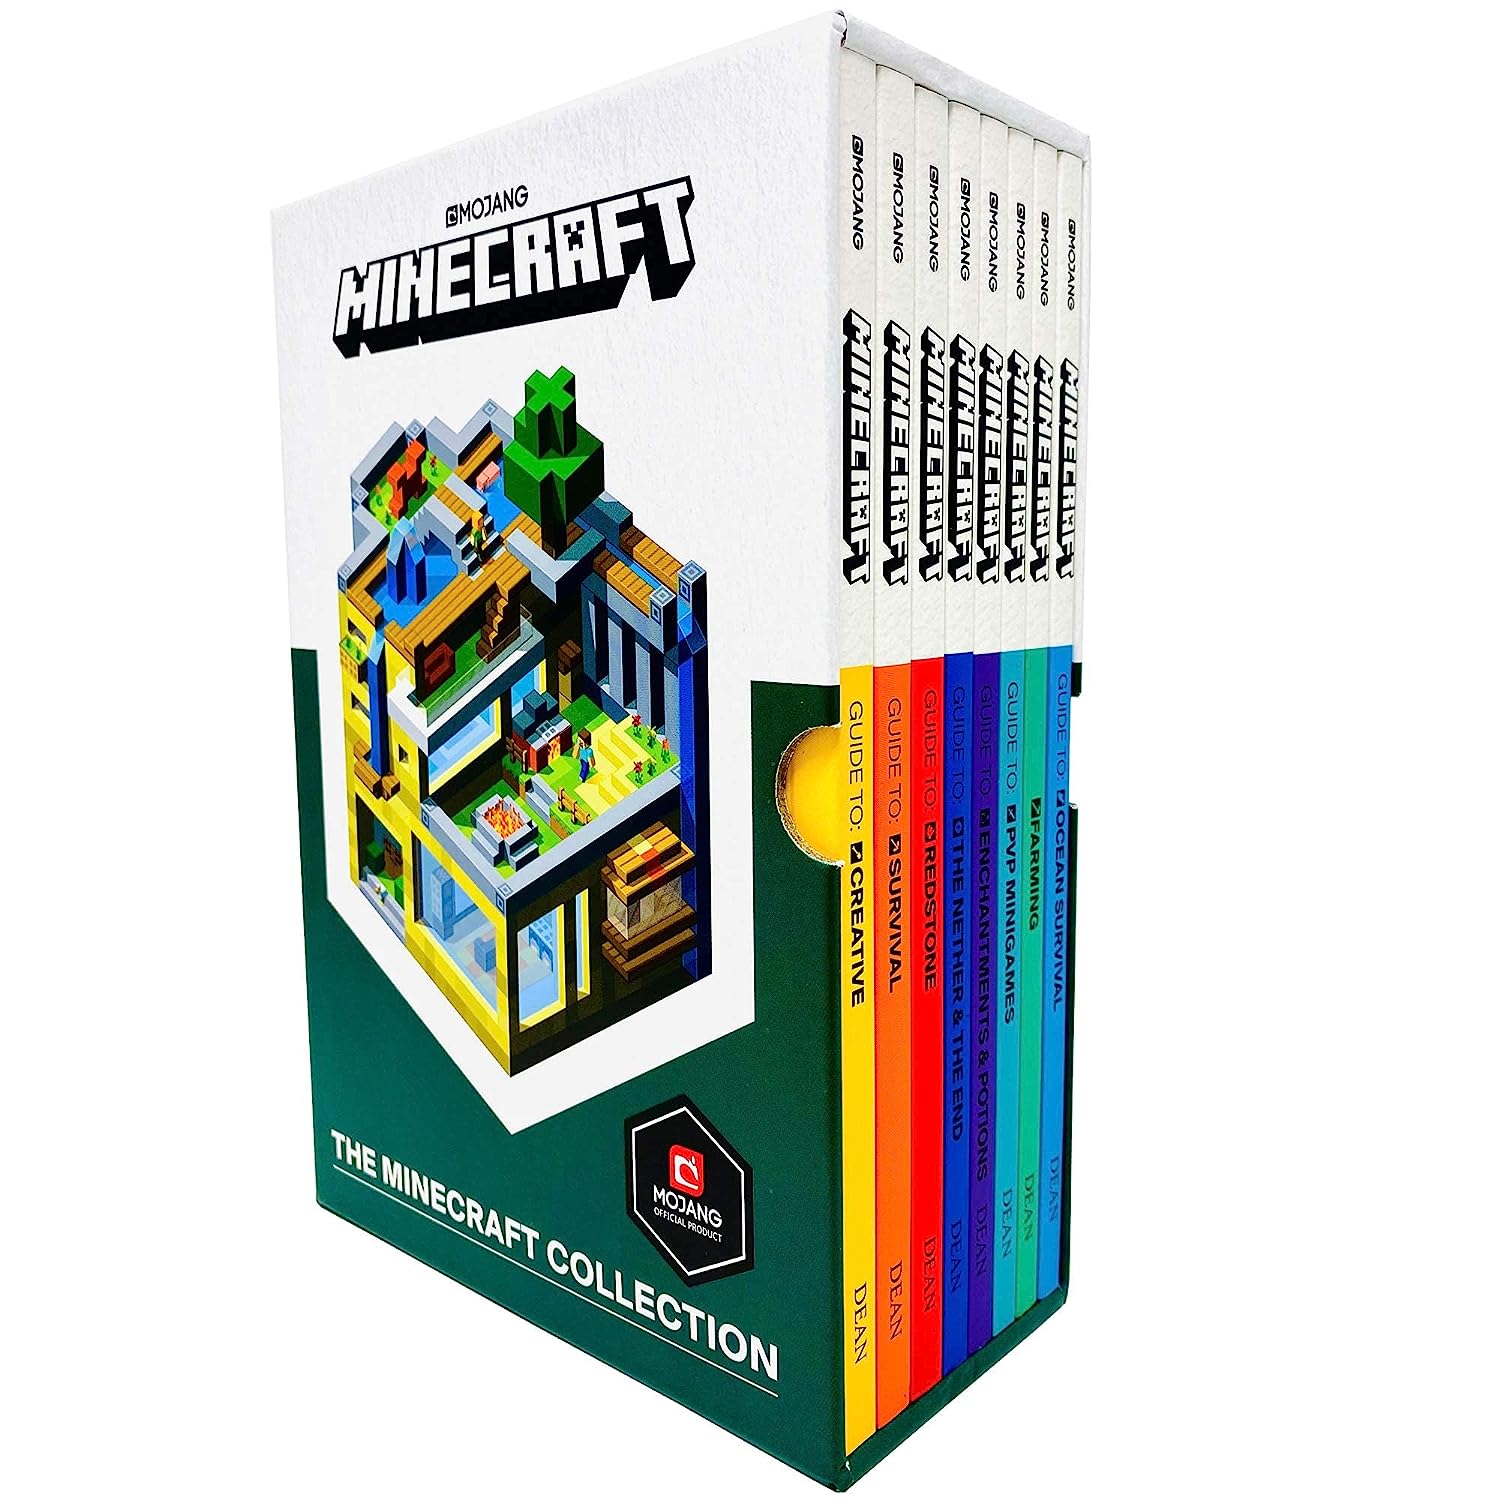 MOJANG
MINECRAFT
THE MINECRAFT COLLECTION
MOJANG
OFFICIAL PRODUCT
MOJANG MINECRAFT GUIDE TO: CREATIVE DEAN
MOJANG MINECRAFT GUIDE TO: SURVIVAL DEAN
MOJANG MINECRAFT GUIDE TO: REDSTONE DEAN
MOJANG MINECRAFT GUIDE TO: THE NETHER & THE END DEAN
MOJANG MINECRAFT GUIDE TO: ENCHANTMENTS & POTIONS DEAN
MOJANG MINECRAFT GUIDE TO: PVP MINIGAMES DEAN
MOJANG MINECRAFT FARMING DEAN
MOJANG MINECRAFT GUIDE TO: OCEAN SURVIVAL DEAN